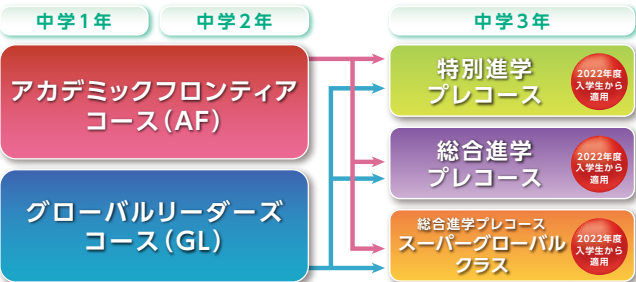 中学1年
中学2年
中学3年
アカデミックフロンティア
コース（AF）
グローバルリーダーズ
コース（GL）
特別進学
プレコース
2022年度
入学生から
適用
総合進学
プレコース
2022年度
入学生から
適用
総合進学プレコース
スーパーグローバル
クラス
2022年度
入学生から
適用